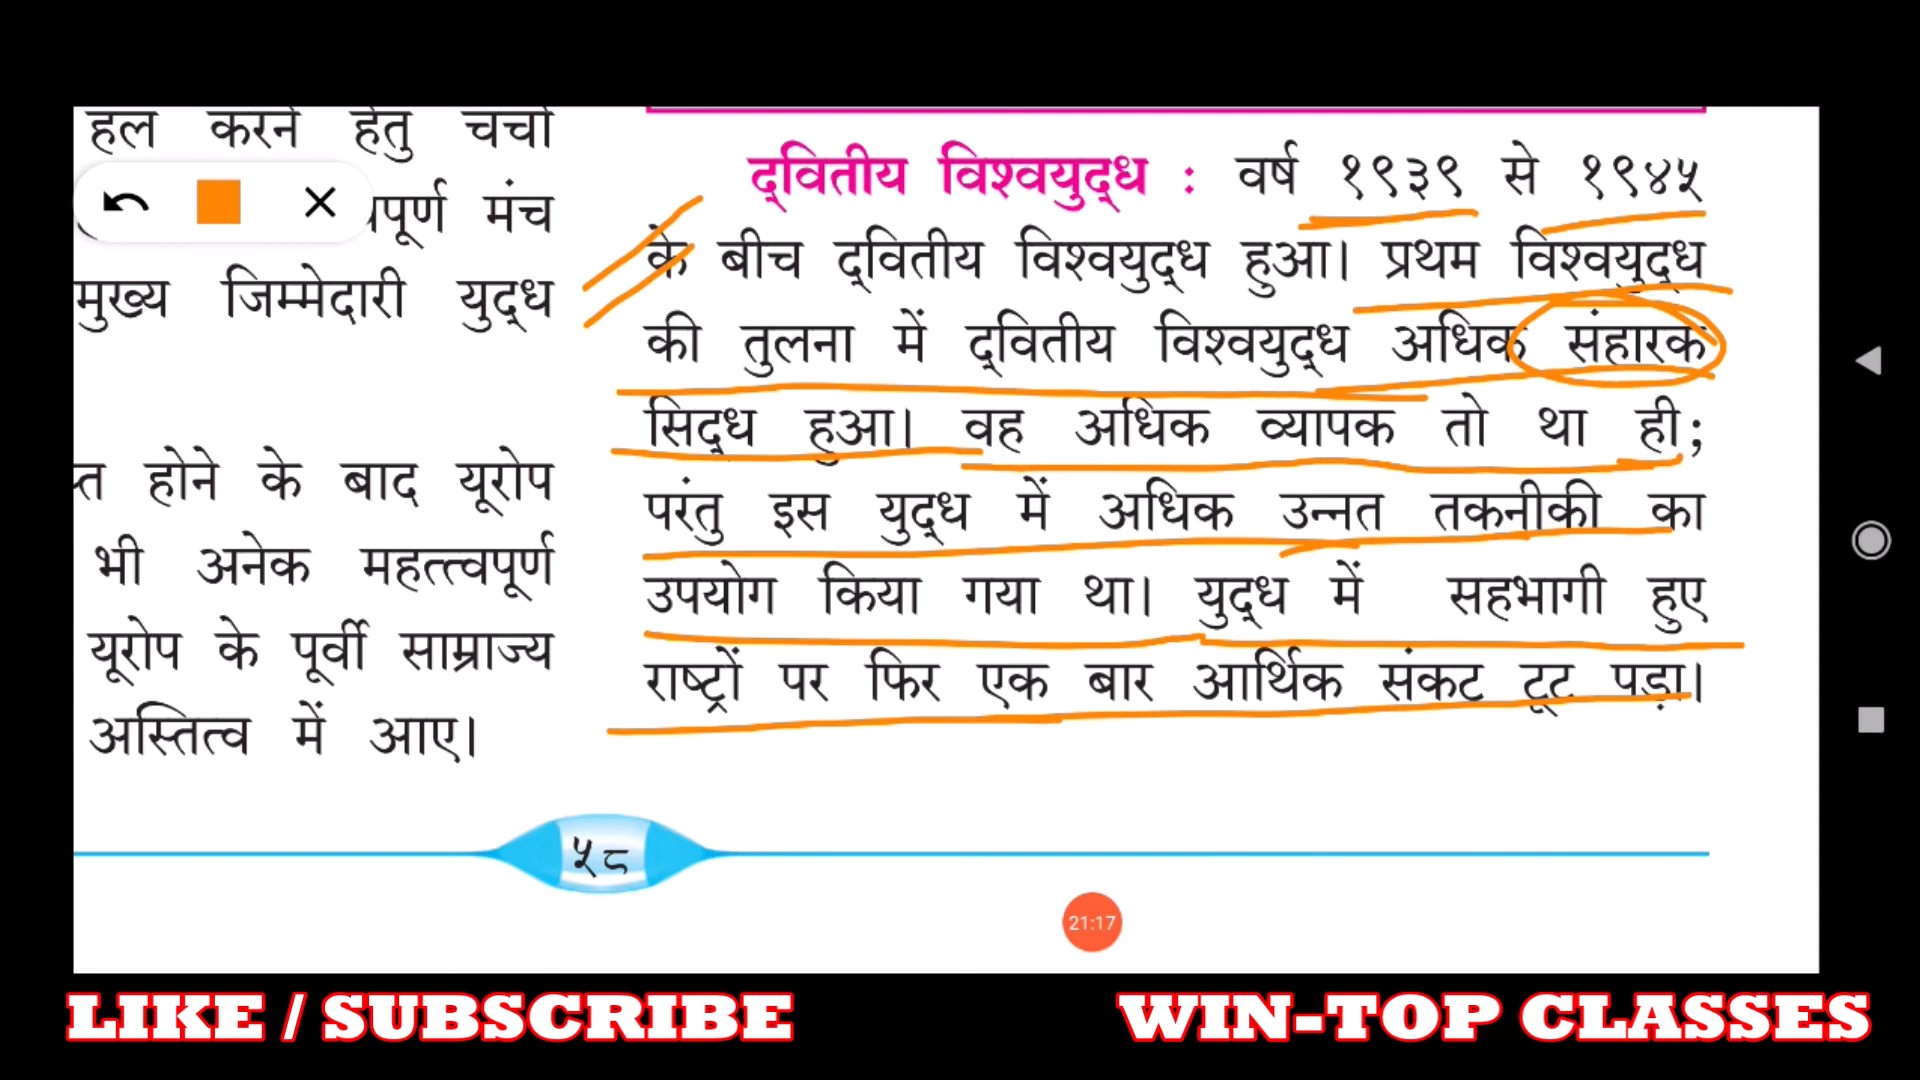 हल करने हेतु चर्चा
पूर्ण मंच
मुख्य जिम्मेदारी युद्ध
होने के बाद यूरोप
भी अनेक महत्त्वपूर्ण
यूरोप के पूर्वी साम्राज्य
अस्तित्व में आए।
द्वितीय विश्वयुद्ध : वर्ष १९३९ से १९४५
के बीच द्वितीय विश्वयुद्ध हुआ। प्रथम विश्वयुद्ध
की तुलना में द्वितीय विश्वयुद्ध अधिक संहारक
सिद्ध हुआ। वह अधिक व्यापक तो था ही;
परंतु इस युद्ध में अधिक उन्नत तकनीकी का
उपयोग किया गया था। युद्ध में सहभागी हुए
राष्ट्रों पर फिर एक बार आर्थिक संकट टूट पड़ा।
५८
21:17
LIKE / SUBSCRIBE
WIN-TOP CLASSES